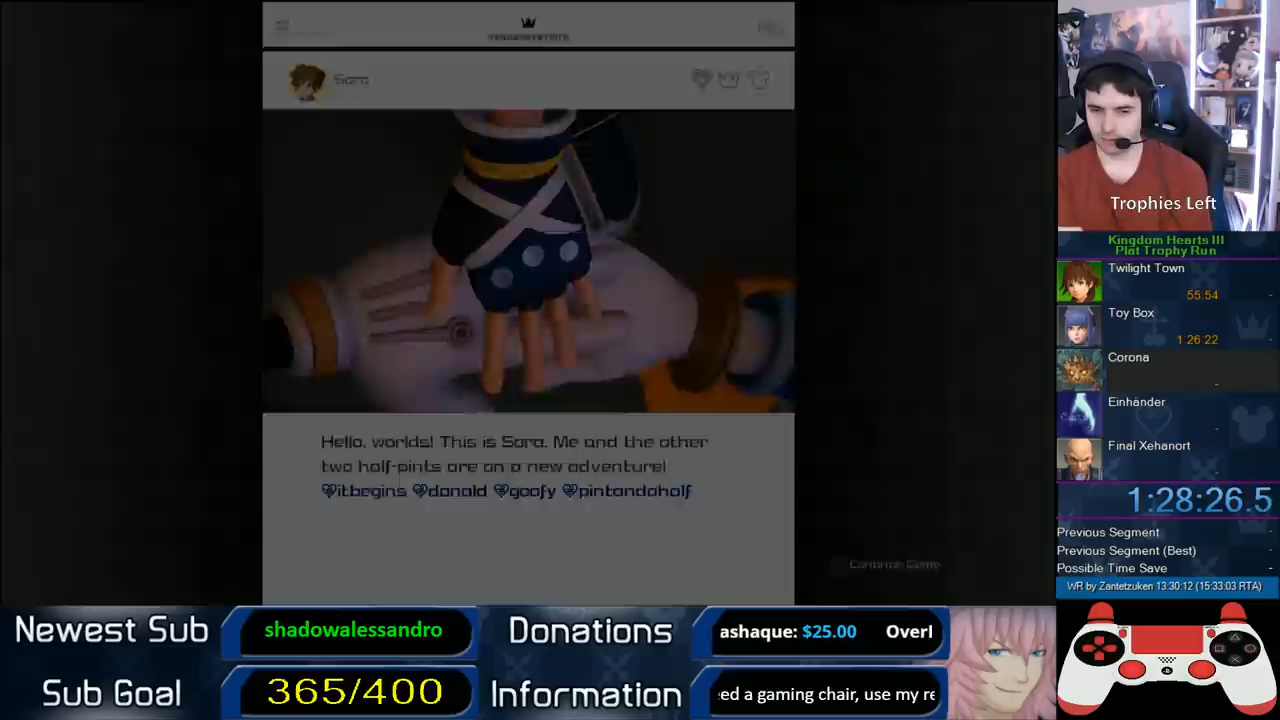 Sora
Hello, worlds! This is Sora. Me and the other
two half-pints are on a new adventure!
itbegins donald goofy pintandahalf
Continue Game
Trophies Left
Kingdom Hearts III
Plat Trophy Run
Twilight Town
55.54 -
Toy Box
1:26:22 -
Corona
-
Einhänder
-
Final Xehanort
-
1:28:26.5
Previous Segment -
Previous Segment (Best) -
Possible Time Save -
WR by Zantetzuken 13:30:12 (15:33:03 RTA)
Newest Sub
shadowalessandro
Donations
ashaque: $25.00 Overl
Sub Goal
365/400
Information
ed a gaming chair, use my re